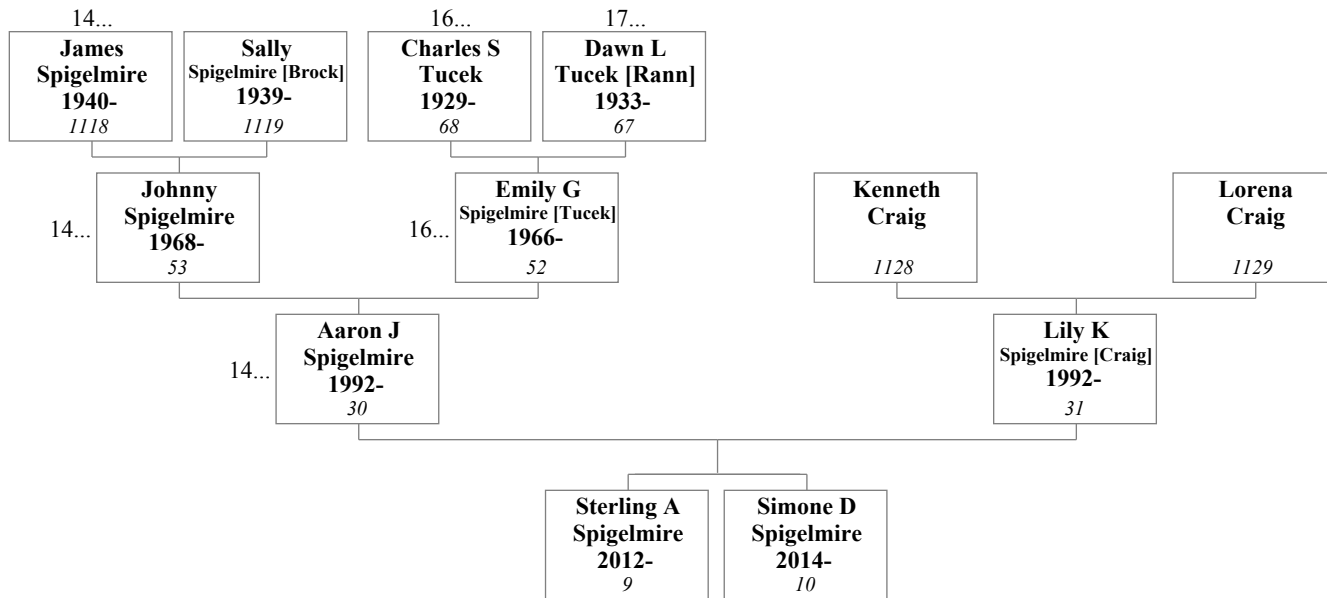 14...
James
Spigelmire
1940-
1118
Sally
Spigelmire [Brock]
1939-
1119
16...
Charles S
Tucek
1929-
68
17...
Dawn L
Tucek [Rann]
1933-
67
14...
Johnny
Spigelmire
1968-
53
16...
Emily G
Spigelmire [Tucek]
1966-
52
Kenneth
Craig
1128
Lorena
Craig
1129
14...
Aaron J
Spigelmire
1992-
30
Lily K
Spigelmire [Craig]
1992-
31
Sterling A
Spigelmire
2012-
9
Simone D
Spigelmire
2014-
10